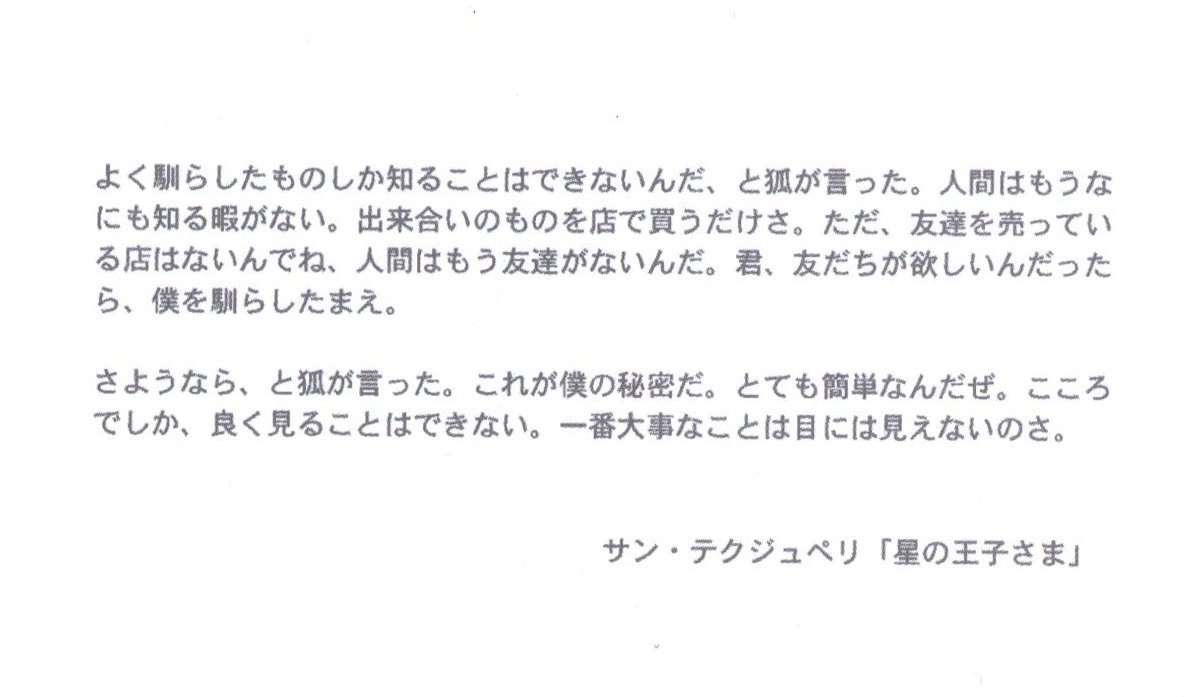 よく馴らしたものしか知ることはできないんだ、と狐が言った。人間はもうな
にも知る暇がない。出来合いのものを店で買うだけさ。ただ、友達を売ってい
る店はないんでね、人間はもう友達がないんだ。君、友だちが欲しいんだった
ら、僕を馴らしたまえ。
さようなら、と狐が言った。これが僕の秘密だ。とても簡単なんだぜ。こころ
でしか、良く見ることはできない。一番大事なことは目には見えないのさ。
サン・テクジュペリ「星の王子さま」